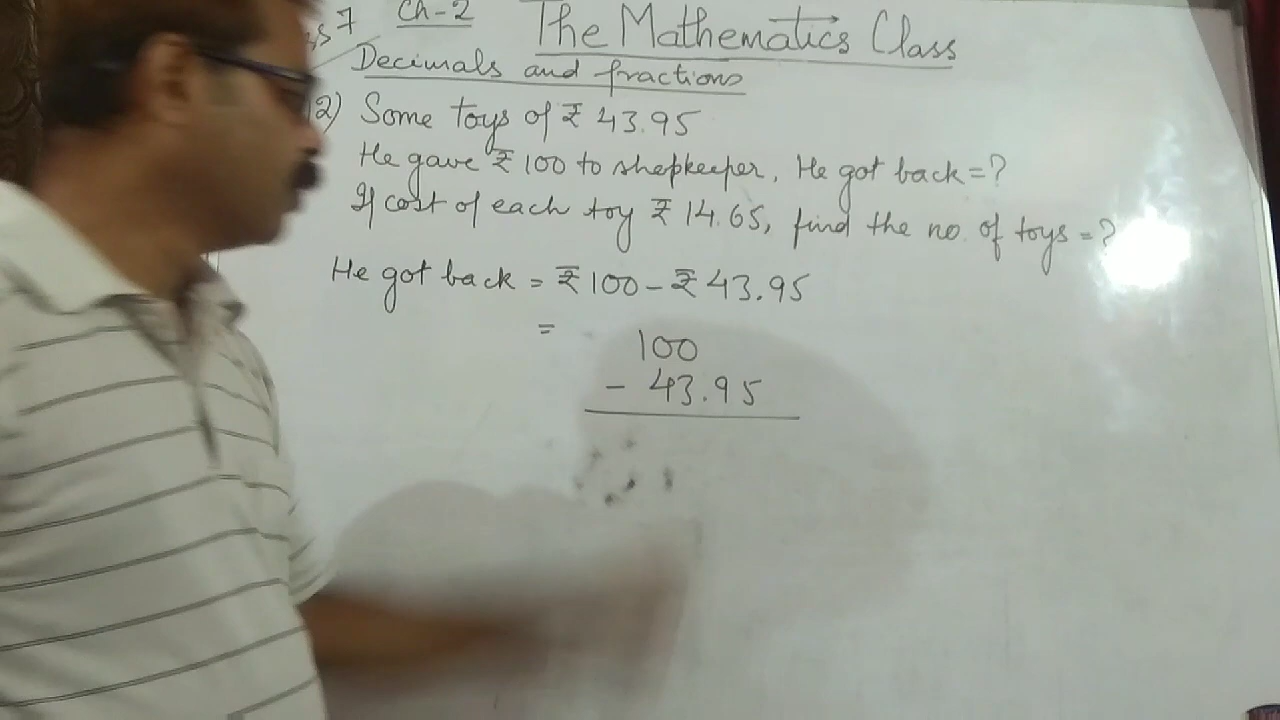 7 Ch-2 The Mathematics Class
Decimals and fractions
2) Some toys of ₹ 43.95
He gave ₹ 100 to shopkeeper, He got back = ?
If cost of each toy ₹ 14.65, find the no. of toys = ?
He got back = ₹ 100 - ₹ 43.95
=
100
- 43.95